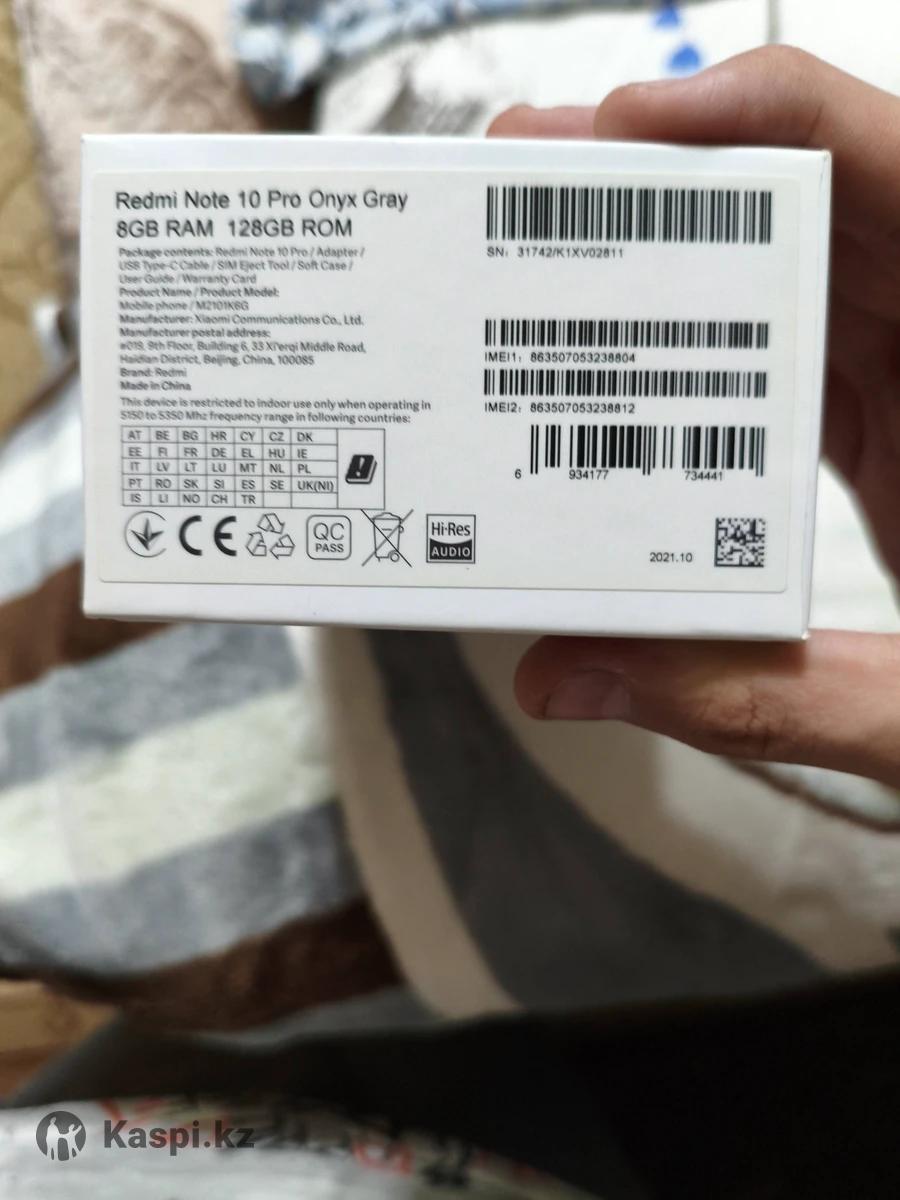 Redmi Note 10 Pro Onyx Gray
8GB RAM 128GB ROM
Package contents: Redmi Note 10 Pro / Adapter /
USB Type-C Cable / SIM Eject Tool / Soft Case /
User Guide / Warranty Card
Product Name / Product Model:
Mobile phone / M2101K6G
Manufacturer: Xiaomi Communications Co., Ltd.
Manufacturer postal address:
#019, 9th Floor, Building 6, 33 Xi'erqi Middle Road,
Haidian District, Beijing, China, 100085
Brand: Redmi
Made in China
This device is restricted to indoor use only when operating in
5150 to 5350 Mhz frequency range in following countries:
AT BE BG HR CY CZ DK
EE FI FR DE EL HU IE
IT LV LT LU MT NL PL
PT RO SK SI ES SE UK(NI)
IS LI NO CH TR
CE
QC
PASS
Hi-Res
AUDIO
SN: 31742/K1XV02811
IMEI1: 863507053238804
IMEI2: 863507053238812
6 934177 734441
2021.10
Kaspi.kz